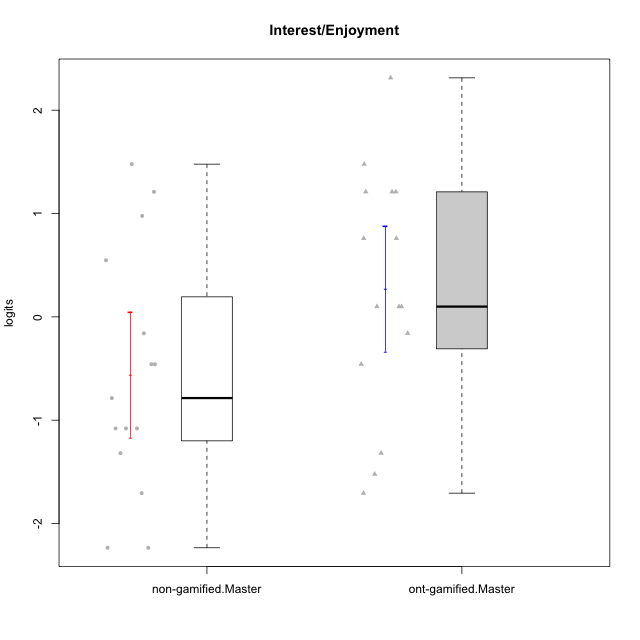 Interest/Enjoyment
logits
2
1
0
-1
-2
non-gamified.Master
ont-gamified.Master